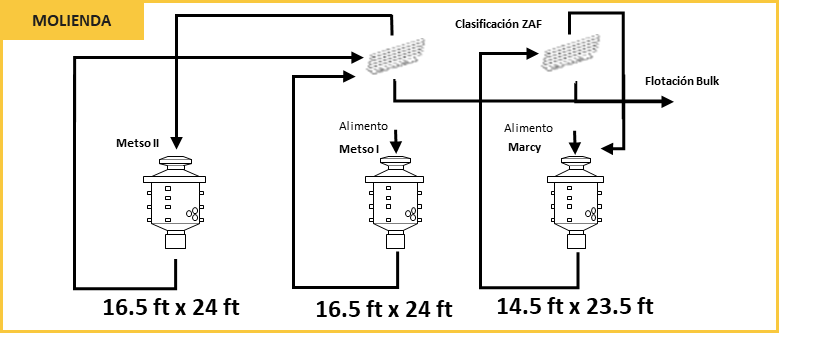 MOLIENDA
Clasificación ZAF
Flotación Bulk
Metso II
Alimento
Metso I
Alimento
Marcy
16.5 ft x 24 ft
16.5 ft x 24 ft
14.5 ft x 23.5 ft